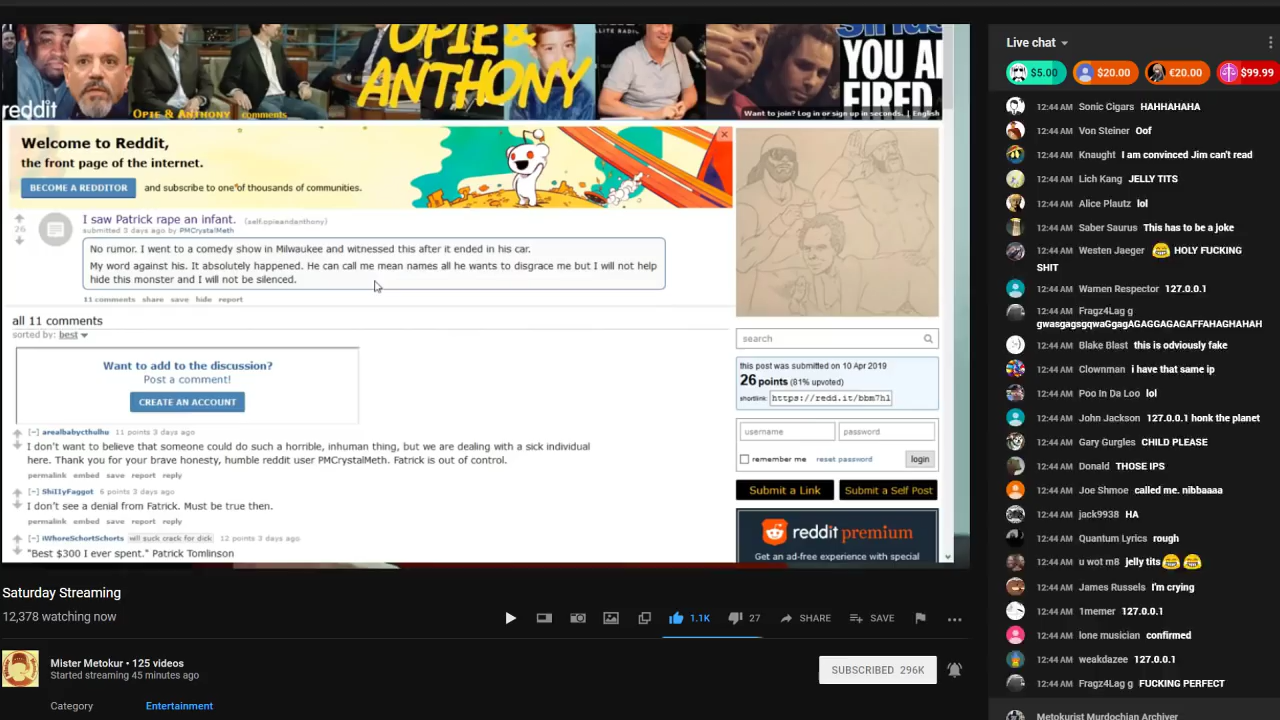 OPIE &
ANTHONY
YOU ARE
FIRED
reddit
OPIE & ANTHONY comments
Want to join? Log in or sign up in seconds. | English
Welcome to Reddit,
the front page of the internet.
BECOME A REDDITOR and subscribe to one of thousands of communities.
26
I saw Patrick rape an infant. (self.opieandanthony)
submitted 3 days ago by PMCrystalMeth
No rumor. I went to a comedy show in Milwaukee and witnessed this after it ended in his car.
My word against his. It absolutely happened. He can call me mean names all he wants to disgrace me but I will not help
hide this monster and I will not be silenced.
11 comments share save hide report
all 11 comments
sorted by: best
Want to add to the discussion?
Post a comment!
CREATE AN ACCOUNT
[–] arealbabycthulhu 11 points 3 days ago
I don't want to believe that someone could do such a horrible, inhuman thing, but we are dealing with a sick individual
here. Thank you for your brave honesty, humble reddit user PMCrystalMeth. Fatrick is out of control.
permalink embed save report reply
[–] ShiIIyFaggot 6 points 3 days ago
I don't see a denial from Fatrick. Must be true then.
permalink embed save report reply
[–] iWhoreSchortSchorts will suck crack for dick 12 points 3 days ago
"Best $300 I ever spent." Patrick Tomlinson
search
this post was submitted on 10 Apr 2019
26 points (81% upvoted)
shortlink: https://redd.it/bbm7hl
username password
remember me reset password login
Submit a Link Submit a Self Post
reddit premium
Get an ad-free experience with special
Saturday Streaming
12,378 watching now
1.1K 27 SHARE SAVE
Mister Metokur • 125 videos
Started streaming 45 minutes ago
SUBSCRIBED 296K
Category Entertainment
Live chat
$5.00 $20.00 €20.00 $99.99
12:44 AM Sonic Cigars HAHHAHAHA
12:44 AM Von Steiner Oof
12:44 AM Knaught I am convinced Jim can't read
12:44 AM Lich Kang JELLY TITS
12:44 AM Alice Plautz lol
12:44 AM Saber Saurus This has to be a joke
12:44 AM Westen Jaeger 😂 HOLY FUCKING
SHIT
12:44 AM Wamen Respector 127.0.0.1
12:44 AM Fragz4Lag g
gwasgagsgqwaGgagAGAGGAGAGAFFAHAGHAHAH
12:44 AM Blake Blast this is odviously fake
12:44 AM Clownman i have that same ip
12:44 AM Poo In Da Loo lol
12:44 AM John Jackson 127.0.0.1 honk the planet
12:44 AM Gary Gurgles CHILD PLEASE
12:44 AM Donald THOSE IPS
12:44 AM Joe Shmoe called me. nibbaaaa
12:44 AM jack9938 HA
12:44 AM Quantum Lyrics rough
12:44 AM u wot m8 jelly tits 😂 😂
12:44 AM James Russels I'm crying
12:44 AM 1memer 127.0.0.1
12:44 AM lone musician confirmed
12:44 AM weakdazee 127.0.0.1
12:44 AM Fragz4Lag g FUCKING PERFECT
Metokurist Murdochian Archiver